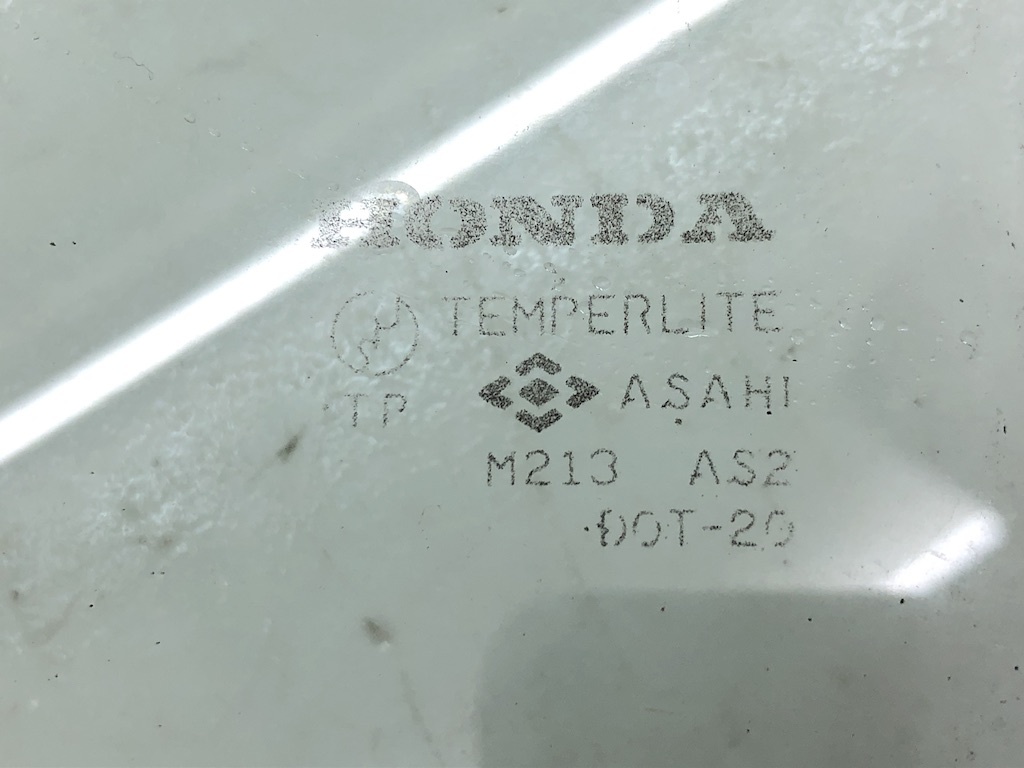 HONDA
TEMPERLITE
TP ASAHI
M213 AS2
DOT-20